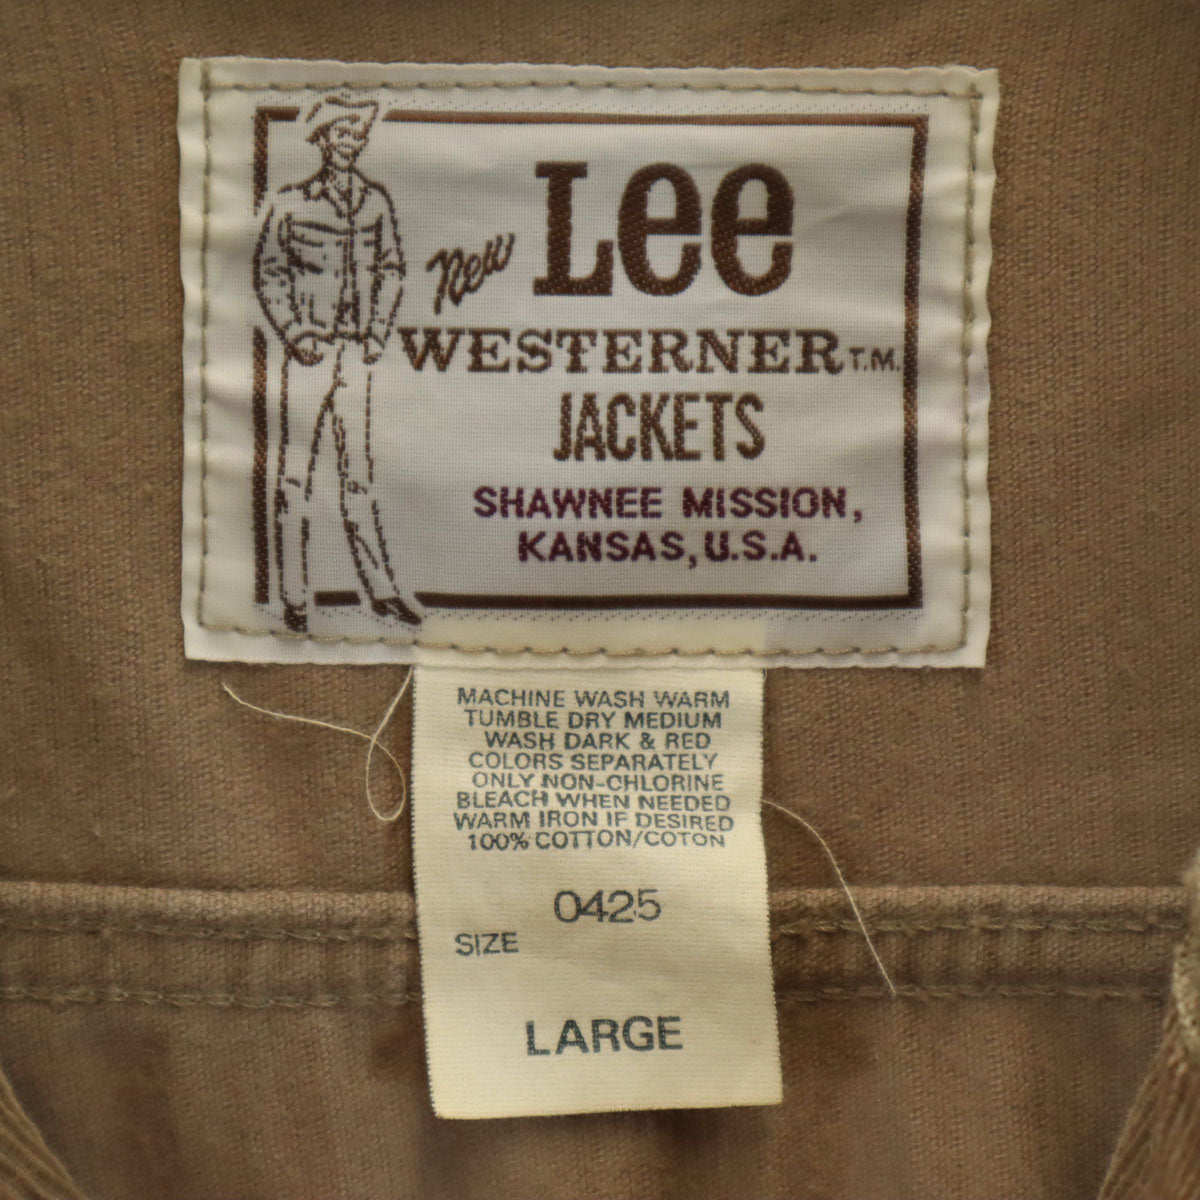 New Lee
WESTERNER T.M.
JACKETS
SHAWNEE MISSION,
KANSAS, U.S.A.
MACHINE WASH WARM
TUMBLE DRY MEDIUM
WASH DARK & RED
COLORS SEPARATELY
ONLY NON-CHLORINE
BLEACH WHEN NEEDED
WARM IRON IF DESIRED
100% COTTON/COTON
0425
SIZE
LARGE